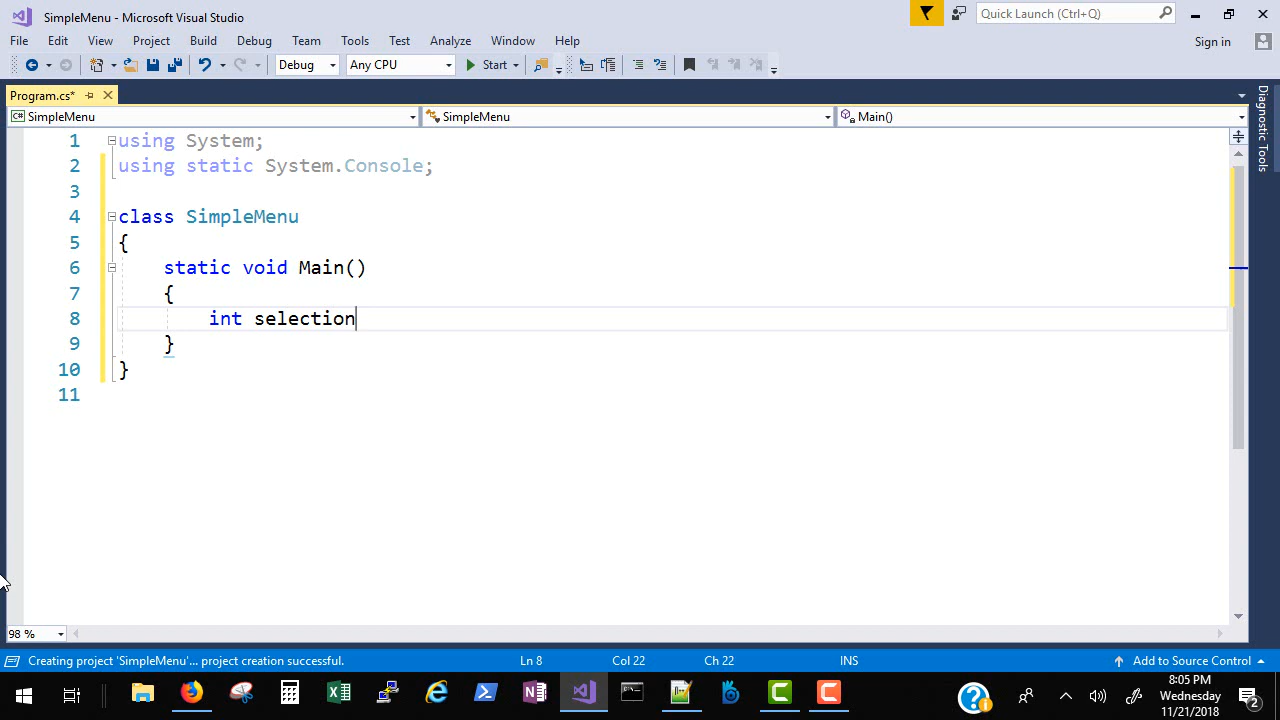 SimpleMenu - Microsoft Visual Studio
Quick Launch (Ctrl+Q)
File Edit View Project Build Debug Team Tools Test Analyze Window Help
Sign in
Debug Any CPU Start
Program.cs*
C# SimpleMenu SimpleMenu Main()
Diagnostic Tools
1 using System;
2 using static System.Console;
3
4 class SimpleMenu
5 {
6 static void Main()
7 {
8 int selection
9 }
10 }
11
98 %
Creating project 'SimpleMenu'... project creation successful. Ln 8 Col 22 Ch 22 INS Add to Source Control
8:05 PM
Wednesday
11/21/2018
2